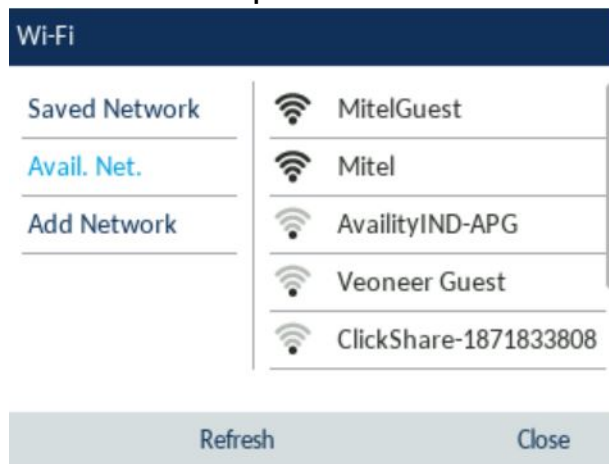 Wi-Fi
Saved Network
Avail. Net.
Add Network
MitelGuest
Mitel
AvailityIND-APG
Veoneer Guest
ClickShare-1871833808
Refresh
Close